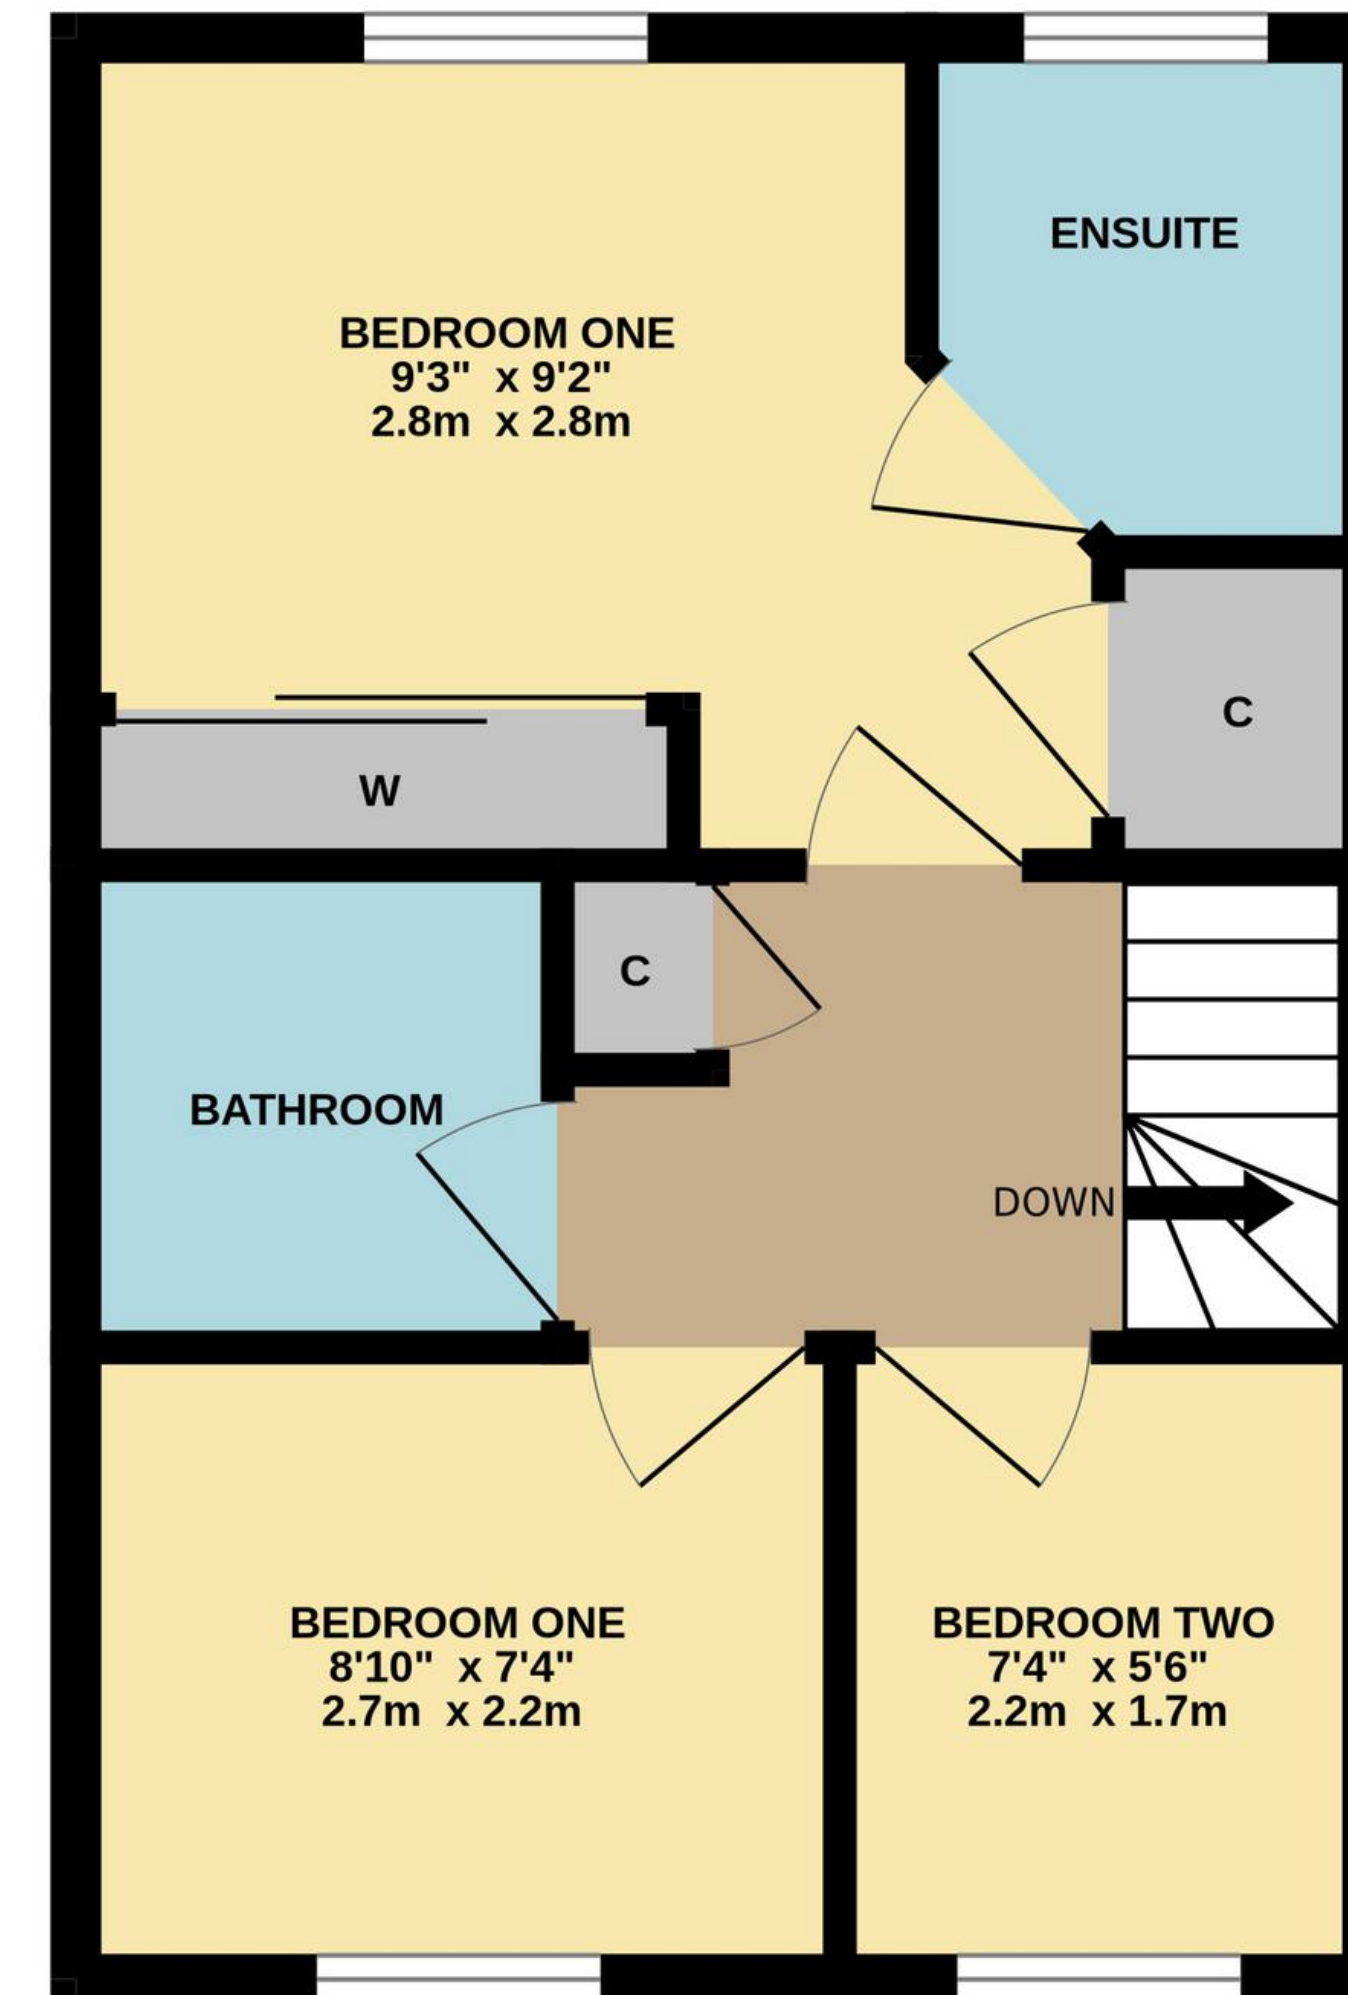 ENSUITE
BEDROOM ONE
9'3" x 9'2"
2.8m x 2.8m
C
W
C
BATHROOM
DOWN
BEDROOM ONE
8'10" x 7'4"
2.7m x 2.2m
BEDROOM TWO
7'4" x 5'6"
2.2m x 1.7m